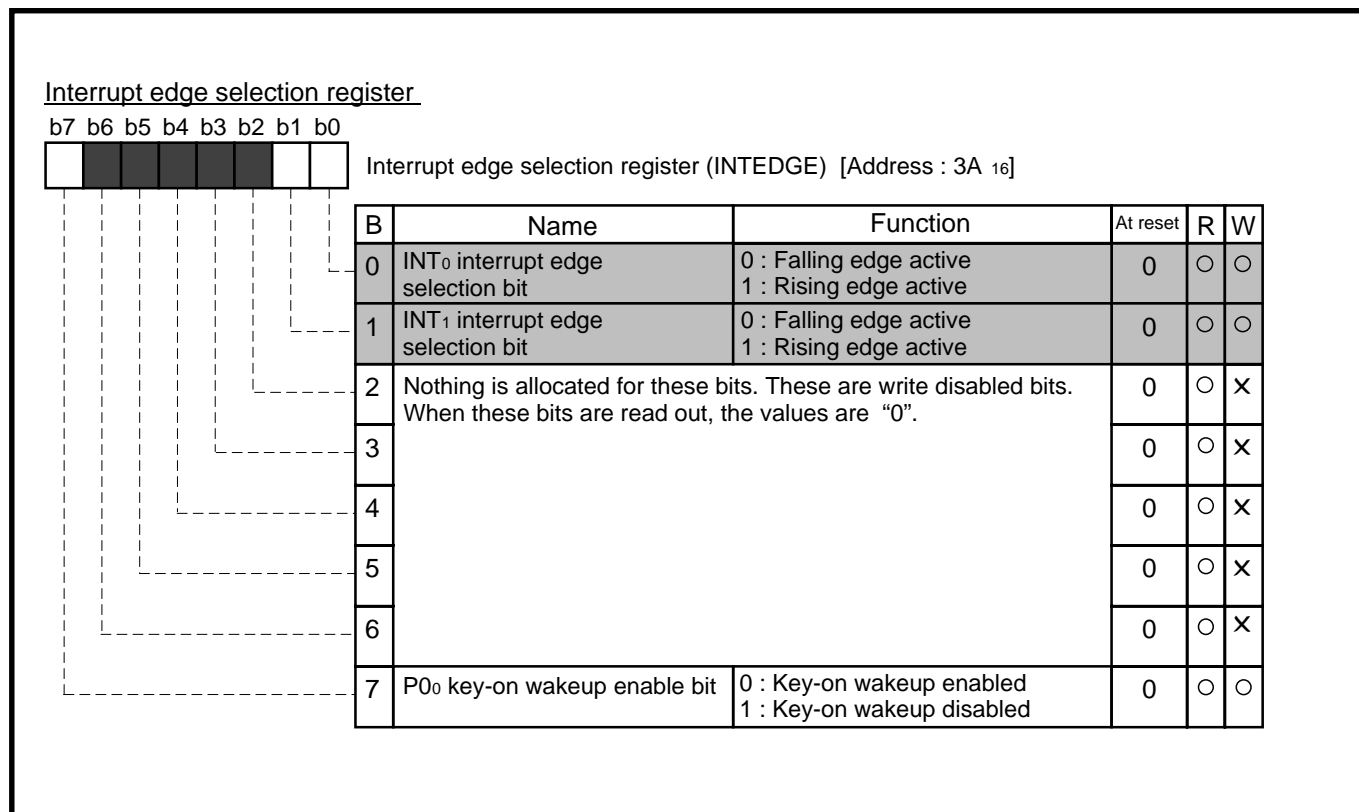 Interrupt edge selection register
b7 b6 b5 b4 b3 b2 b1 b0
Interrupt edge selection register (INTEDGE) [Address : 3A 16]
B Name Function At reset R W
0 INT0 interrupt edge selection bit 0 : Falling edge active 1 : Rising edge active 0 ○ ○
1 INT1 interrupt edge selection bit 0 : Falling edge active 1 : Rising edge active 0 ○ ○
2 Nothing is allocated for these bits. These are write disabled bits. When these bits are read out, the values are “0”. 0 ○ ×
3 0 ○ ×
4 0 ○ ×
5 0 ○ ×
6 0 ○ ×
7 P00 key-on wakeup enable bit 0 : Key-on wakeup enabled 1 : Key-on wakeup disabled 0 ○ ○